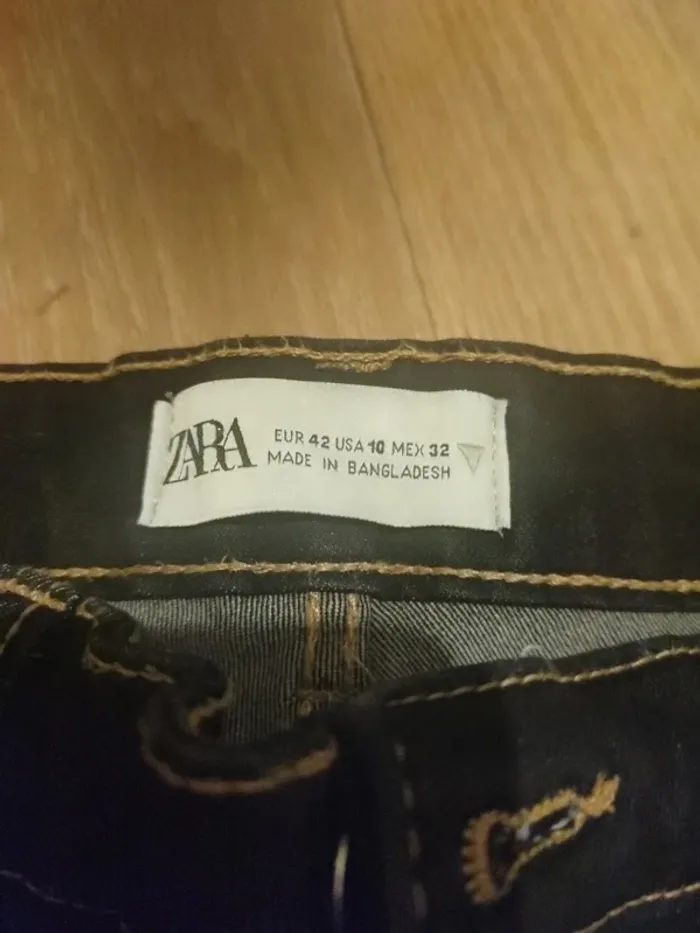 ZARA
EUR 42 USA 10 MEX 32
MADE IN BANGLADESH